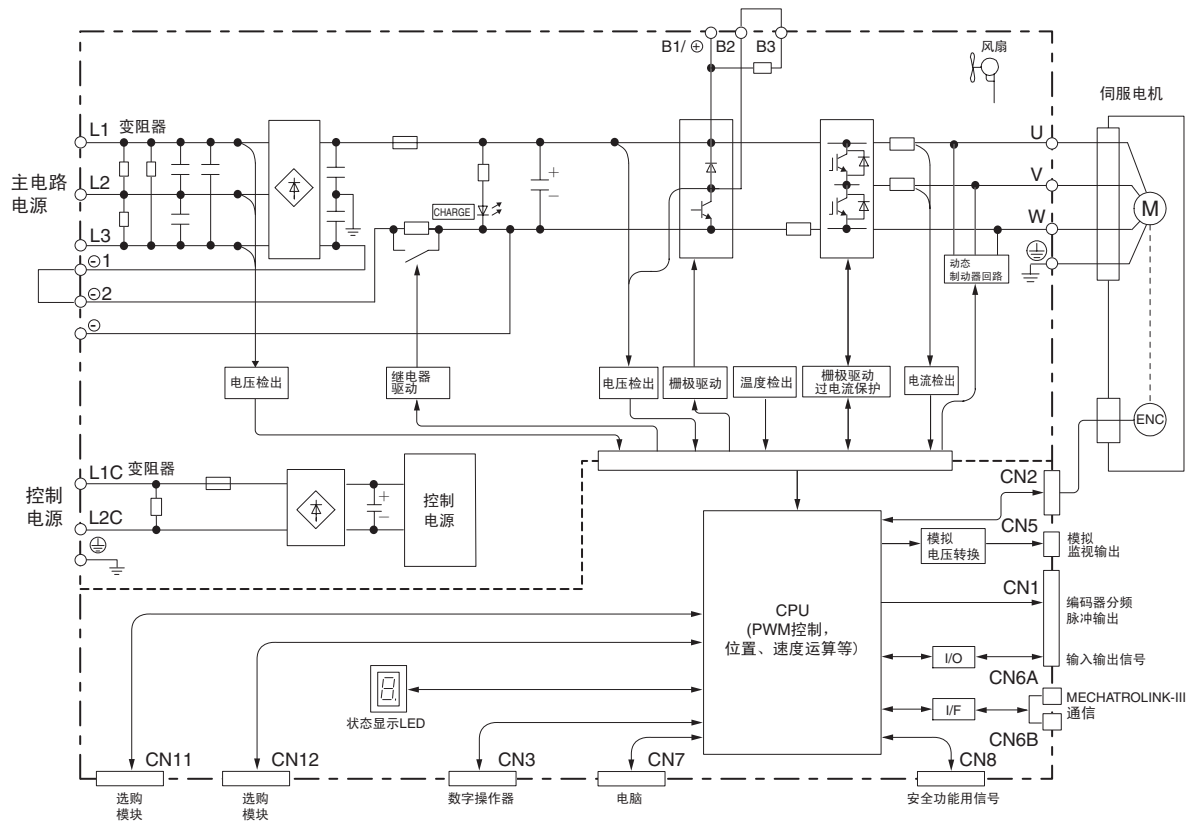 B1/ ⊕ B2 B3
风扇
伺服电机
L1 变阻器
U
主电路
电源
L2
V
CHARGE
M
L3
W
⊖1
动态
制动器回路
⊖2
⊖
电压检出
继电器
驱动
电压检出
栅极驱动
温度检出
栅极驱动
过电流保护
电流检出
ENC
L1C 变阻器
CN2
控制
电源
控制
电源
L2C
CN5
模拟
电压转换
模拟
监视输出
CN1
编码器分频
脉冲输出
CPU
(PWM控制，
位置、速度运算等)
I/O
输入输出信号
CN6A
MECHATROLINK-III
通信
I/F
CN6B
8.
状态显示LED
CN11
CN12
CN3
CN7
CN8
选购
模块
选购
模块
数字操作器
电脑
安全功能用信号